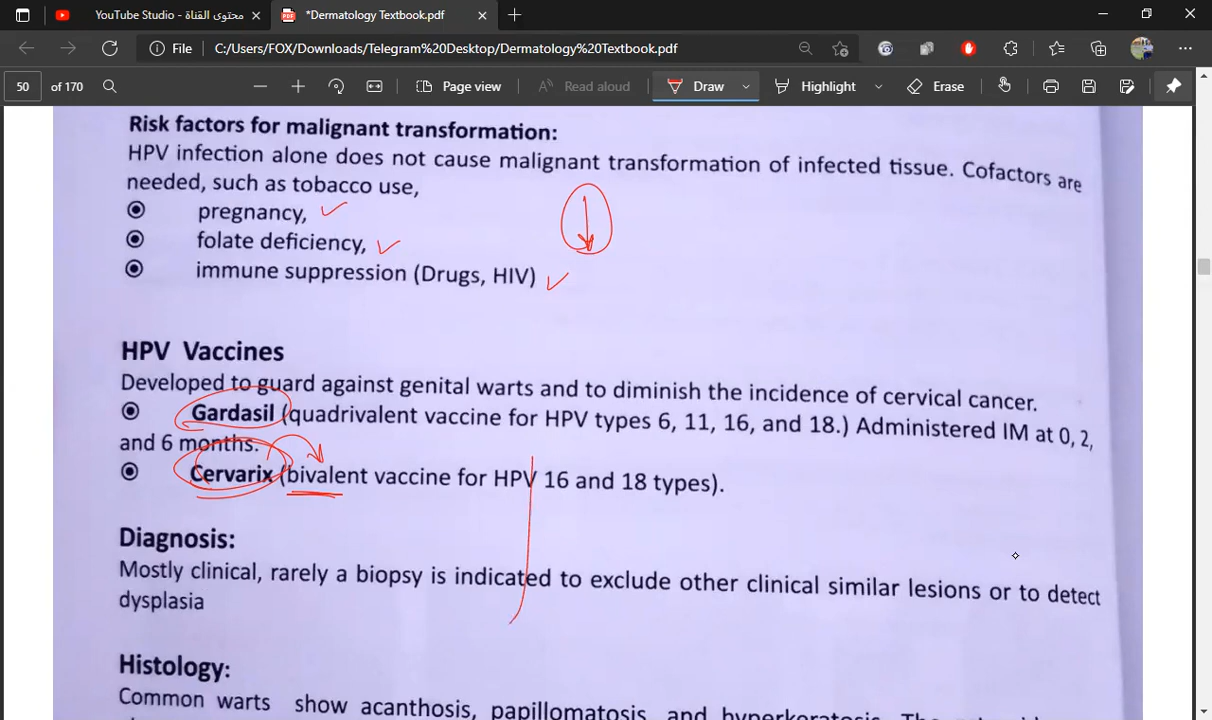 YouTube Studio - محتوى القناة
*Dermatology Textbook.pdf
File
C:/Users/FOX/Downloads/Telegram%20Desktop/Dermatology%20Textbook.pdf
50 of 170
Page view
Read aloud
Draw
Highlight
Erase
Risk factors for malignant transformation:
HPV infection alone does not cause malignant transformation of infected tissue. Cofactors are
needed, such as tobacco use,
pregnancy,
folate deficiency,
immune suppression (Drugs, HIV)
HPV Vaccines
Developed to guard against genital warts and to diminish the incidence of cervical cancer.
Gardasil (quadrivalent vaccine for HPV types 6, 11, 16, and 18.) Administered IM at 0, 2,
and 6 months.
Cervarix (bivalent vaccine for HPV 16 and 18 types).
Diagnosis:
Mostly clinical, rarely a biopsy is indicated to exclude other clinical similar lesions or to detect
dysplasia
Histology:
Common warts show acanthosis, papillomatosis, and hyperkeratosis.